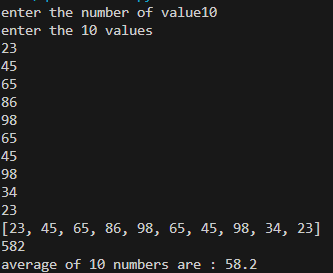 enter the number of value10
enter the 10 values
23
45
65
86
98
65
45
98
34
23
[23, 45, 65, 86, 98, 65, 45, 98, 34, 23]
582
average of 10 numbers are : 58.2